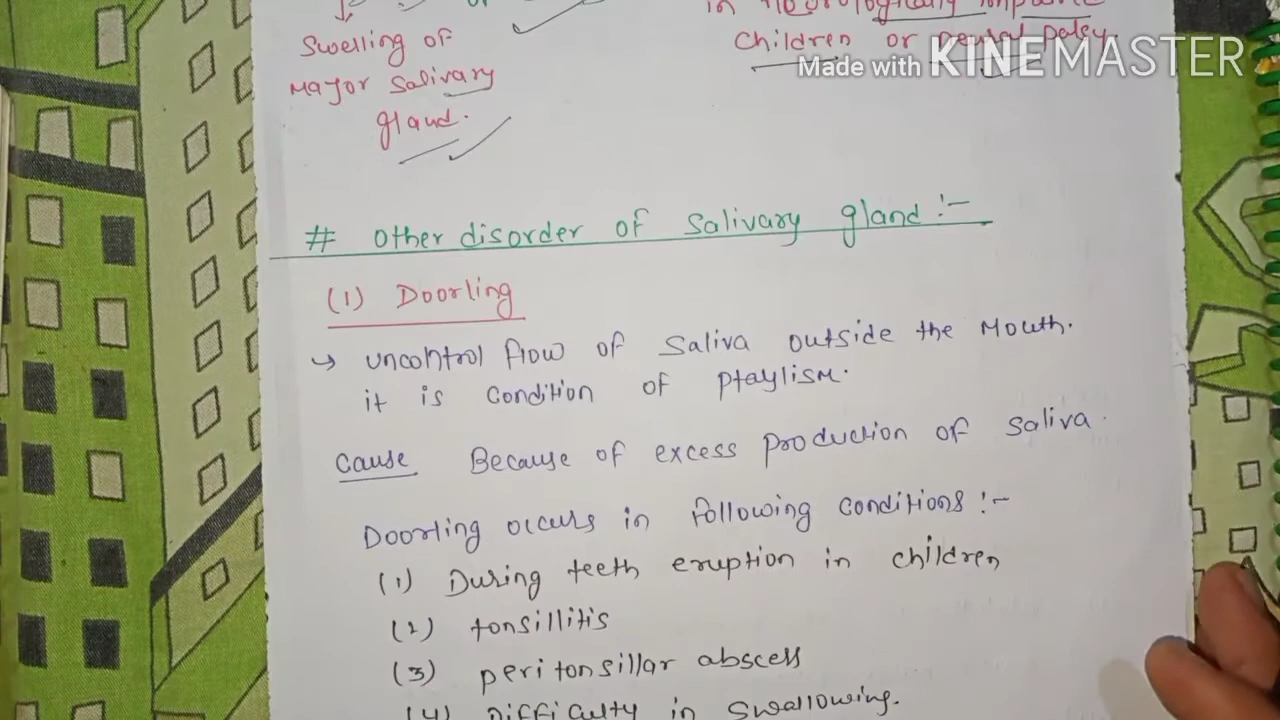 Swelling of
Major Salivary
gland.
in neurologically
Children or
Made with KINEMASTER
# Other disorder of Salivary gland :-
(1) Doorling
→ uncontrol flow of Saliva outside the Mouth.
it is condition of ptaylism.
Cause Because of excess production of saliva.
Doorling occurs in following conditions :-
(1) During teeth eruption in children
(2) tonsillitis
(3) peritonsillar abscess
(4) Difficulty in swallowing.